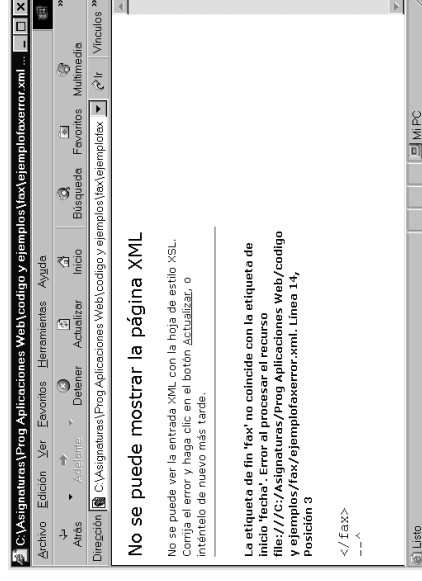 C:\Asignaturas\Prog Aplicaciones Web\codigo y ejemplos\fax\ejemplofaxerror.xml ...
Archivo Edición Ver Favoritos Herramientas Ayuda
Atrás Adelante Detener Actualizar Inicio Búsqueda Favoritos Multimedia
Dirección C:\Asignaturas\Prog Aplicaciones Web\codigo y ejemplos\fax\ejemplofax Ir Vínculos
No se puede mostrar la página XML
No se puede ver la entrada XML con la hoja de estilo XSL.
Corrija el error y haga clic en el botón Actualizar, o
inténtelo de nuevo más tarde.
La etiqueta de fin 'fax' no coincide con la etiqueta de
inicio 'fecha'. Error al procesar el recurso
file:///C:/Asignaturas/Prog Aplicaciones Web/codigo
y ejemplos/fax/ejemplofaxerror.xml. Línea 14,
Posición 3
</fax>
--^
Listo Mi PC